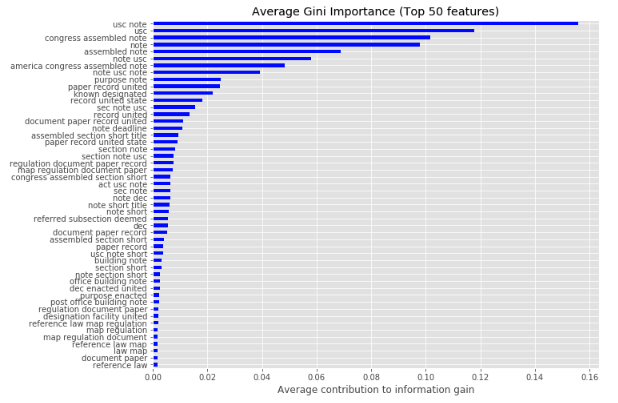 Average Gini Importance (Top 50 features)
usc note
usc
congress assembled note
note
assembled note
note usc
america congress assembled note
note usc note
purpose note
paper record united
known designated
record united state
sec note usc
record united
document paper record united
note deadline
assembled section short title
paper record united state
section note
section note usc
regulation document paper record
map regulation document paper
congress assembled section short
act usc note
sec note
note dec
note short title
note short
referred subsection deemed
dec
document paper record
assembled section short
paper record
usc note short
building note
section short
note section short
office building note
dec enacted united
purpose enacted
post office building note
regulation document paper
designation facility united
reference law map regulation
map regulation
map regulation document
reference law map
law map
document paper
reference law
0.00 0.02 0.04 0.06 0.08 0.10 0.12 0.14 0.16
Average contribution to information gain